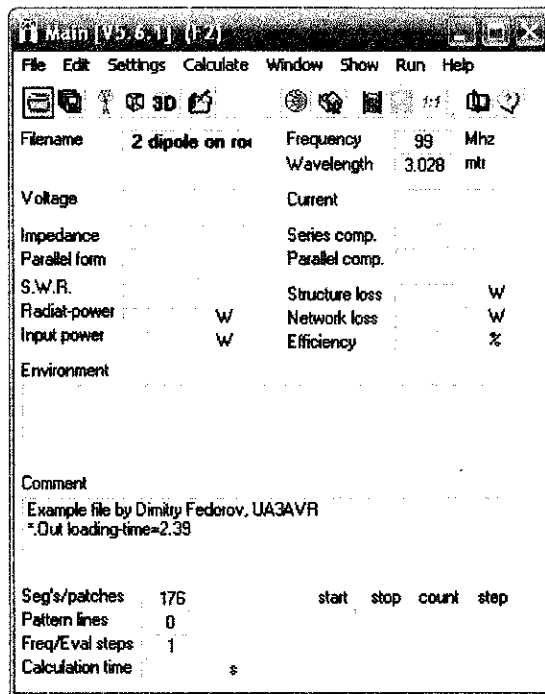 Main [V5.6.1] (F2)
File Edit Settings Calculate Window Show Run Help
3D 1:1
Filename 2 dipole on roo Frequency 99 Mhz
Wavelength 3.028 mtr
Voltage Current
Impedance Series comp.
Parallel form Parallel comp.
S.W.R. Structure loss W
Radiat-power W Network loss W
Input power W Efficiency %
Environment
Comment
Example file by Dimitry Fedorov, UA3AVR
*.Out loading-time=2.39
Seg's/patches 176 start stop count step
Pattern lines 0
Freq/Eval steps 1
Calculation time s